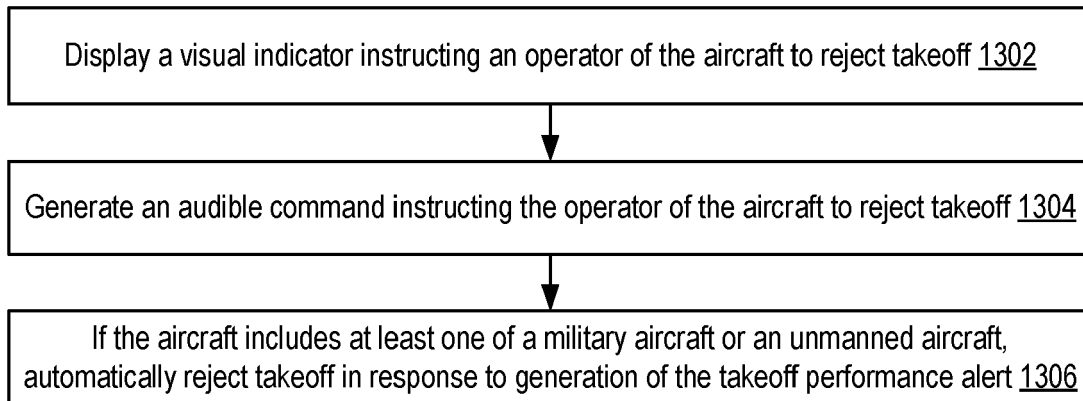 Display a visual indicator instructing an operator of the aircraft to reject takeoff 1302
Generate an audible command instructing the operator of the aircraft to reject takeoff 1304
If the aircraft includes at least one of a military aircraft or an unmanned aircraft,
automatically reject takeoff in response to generation of the takeoff performance alert 1306